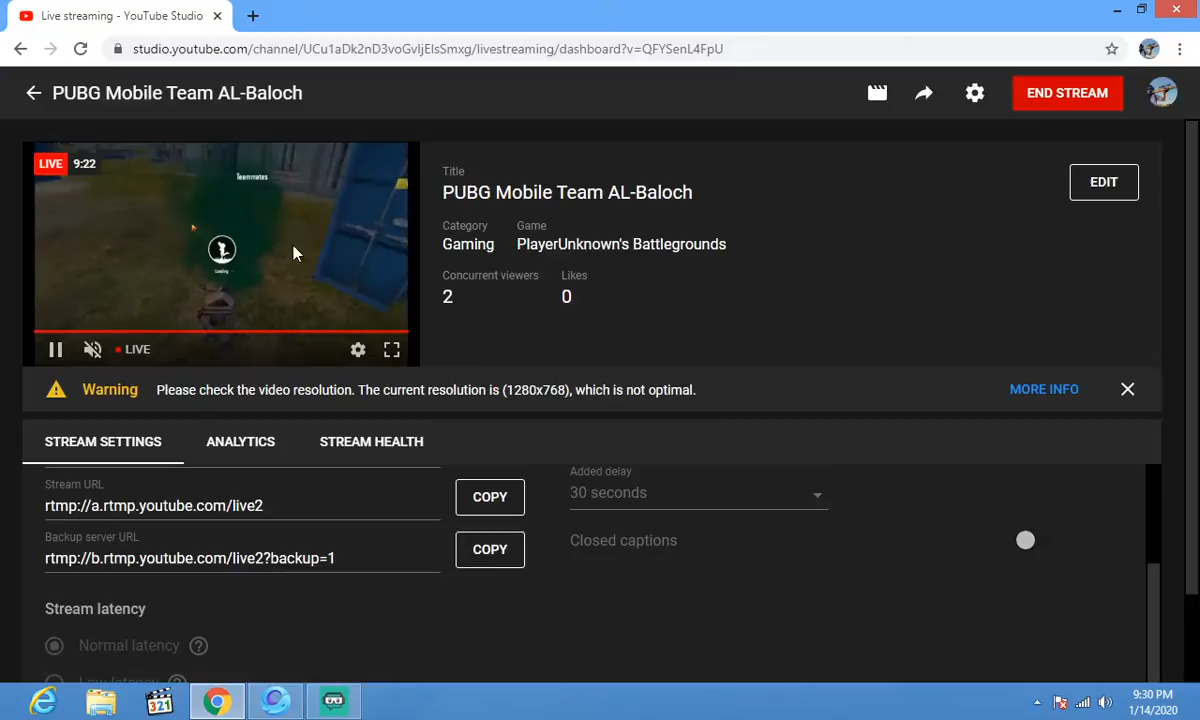 Live streaming - YouTube Studio
studio.youtube.com/channel/UCu1aDk2nD3voGvIjEIsSmxg/livestreaming/dashboard?v=QFYSenL4FpU
PUBG Mobile Team AL-Baloch
END STREAM
LIVE 9:22
Teammates
Loading
LIVE
Title
PUBG Mobile Team AL-Baloch
EDIT
Category Game
Gaming PlayerUnknown's Battlegrounds
Concurrent viewers Likes
2 0
Warning Please check the video resolution. The current resolution is (1280x768), which is not optimal. MORE INFO
STREAM SETTINGS ANALYTICS STREAM HEALTH
Stream URL
rtmp://a.rtmp.youtube.com/live2
COPY
Backup server URL
rtmp://b.rtmp.youtube.com/live2?backup=1
COPY
Added delay
30 seconds
Closed captions
Stream latency
Normal latency
Low latency
321
9:30 PM
1/14/2020